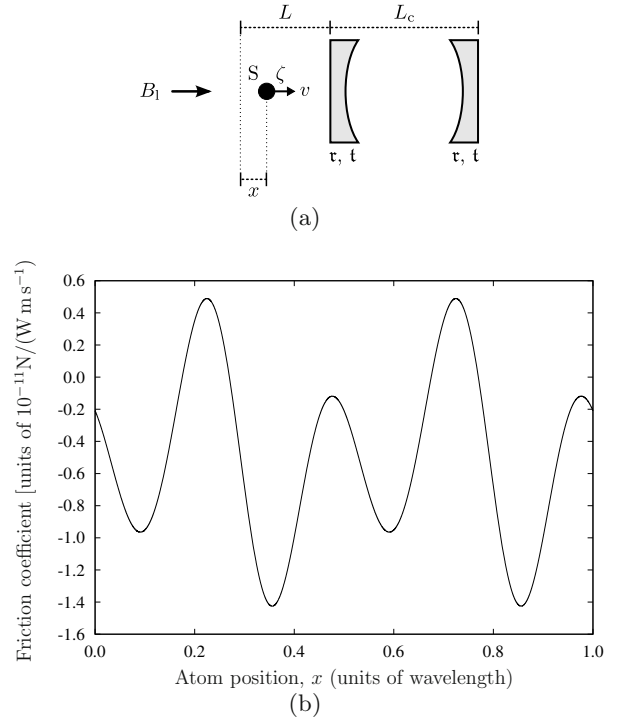 L
L_c
S ζ
B_l
v
𝔯, 𝔱
𝔯, 𝔱
x
(a)
Friction coefficient [units of 10^{-11}N/(W m s^{-1})
0.6
0.4
0.2
0.0
-0.2
-0.4
-0.6
-0.8
-1.0
-1.2
-1.4
-1.6
0.0 0.2 0.4 0.6 0.8 1.0
Atom position, x (units of wavelength)
(b)